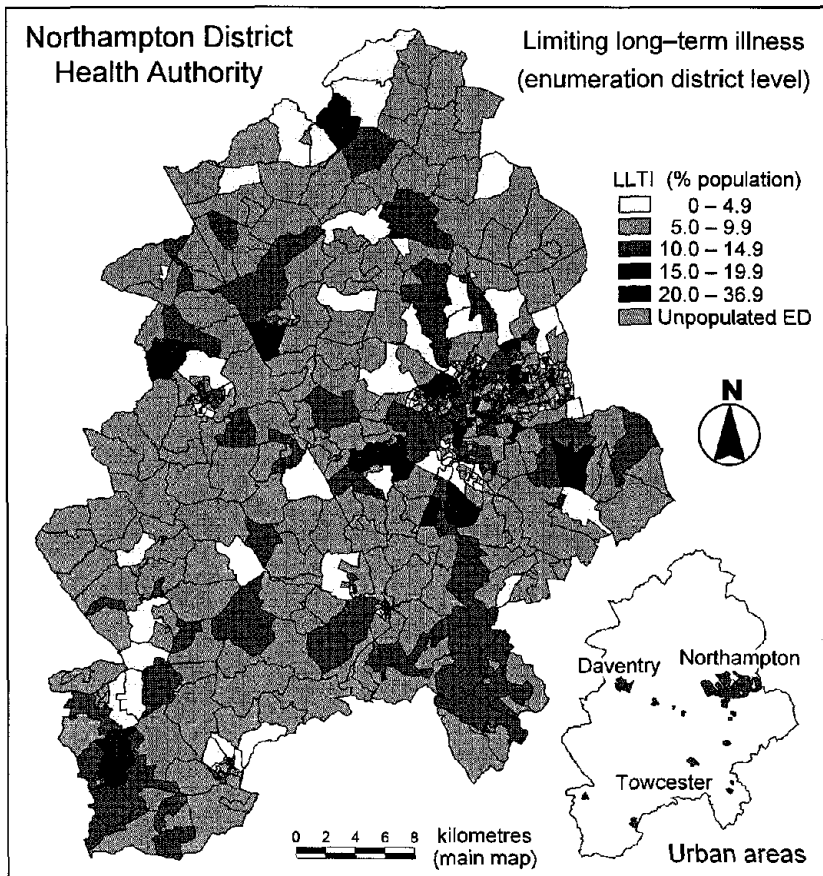 Northampton District
Health Authority
Limiting long–term illness
(enumeration district level)
LLTI (% population)
0 – 4.9
5.0 – 9.9
10.0 – 14.9
15.0 – 19.9
20.0 – 36.9
Unpopulated ED
N
Daventry
Northampton
Towcester
0 2 4 6 8
kilometres
(main map)
Urban areas